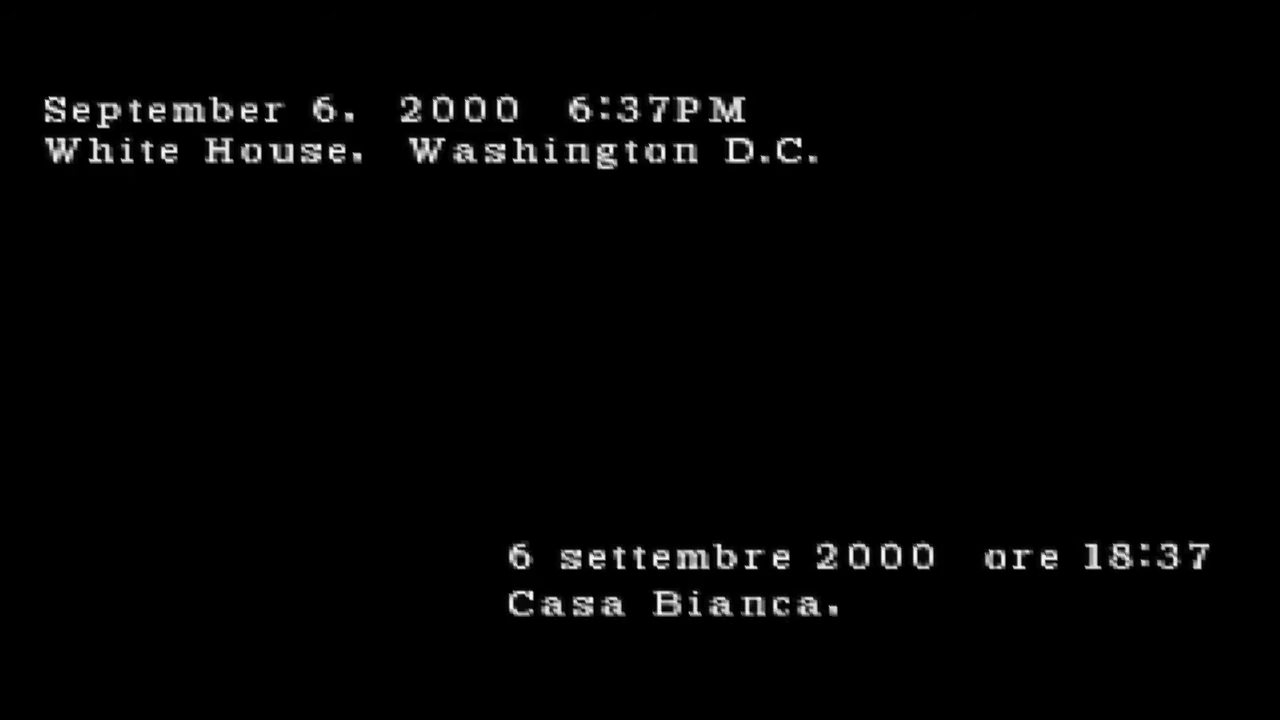 September 6. 2000 6:37PM
White House. Washington D.C.
6 settembre 2000 ore 18:37
Casa Bianca.